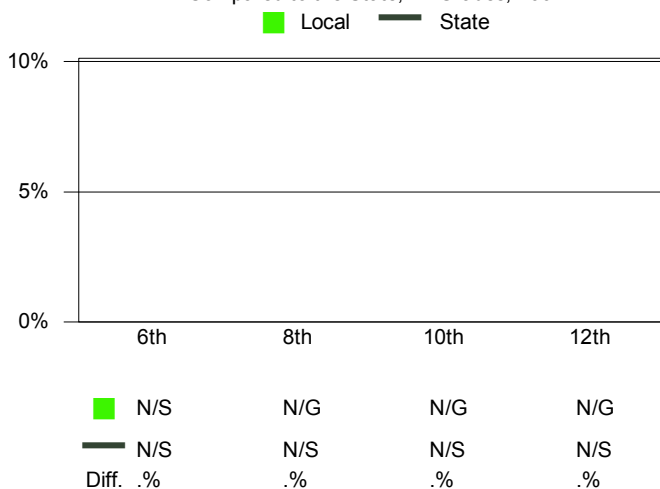 Local State
10%
5%
0%
6th 8th 10th 12th
N/S N/G N/G N/G
N/S N/S N/S N/S
Diff. .% .% .% .%